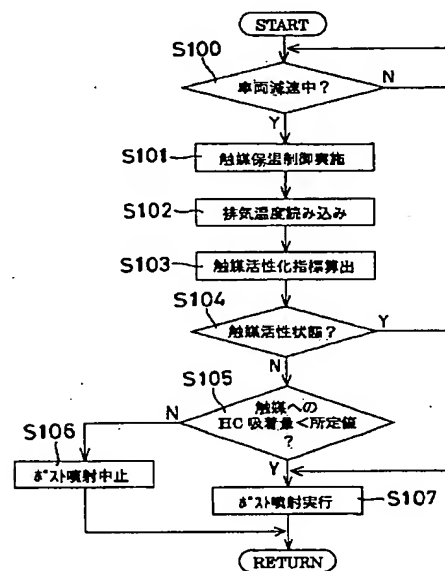 START
S100
車両減速中？
N
Y
S101
触媒保温制御実施
S102
排気温度読み込み
S103
触媒活性化指標算出
S104
触媒活性状態？
Y
N
S105
触媒への
HC吸着量<所定値
？
N
Y
S106
ﾎﾟｽﾄ噴射中止
ﾎﾟｽﾄ噴射実行
S107
RETURN